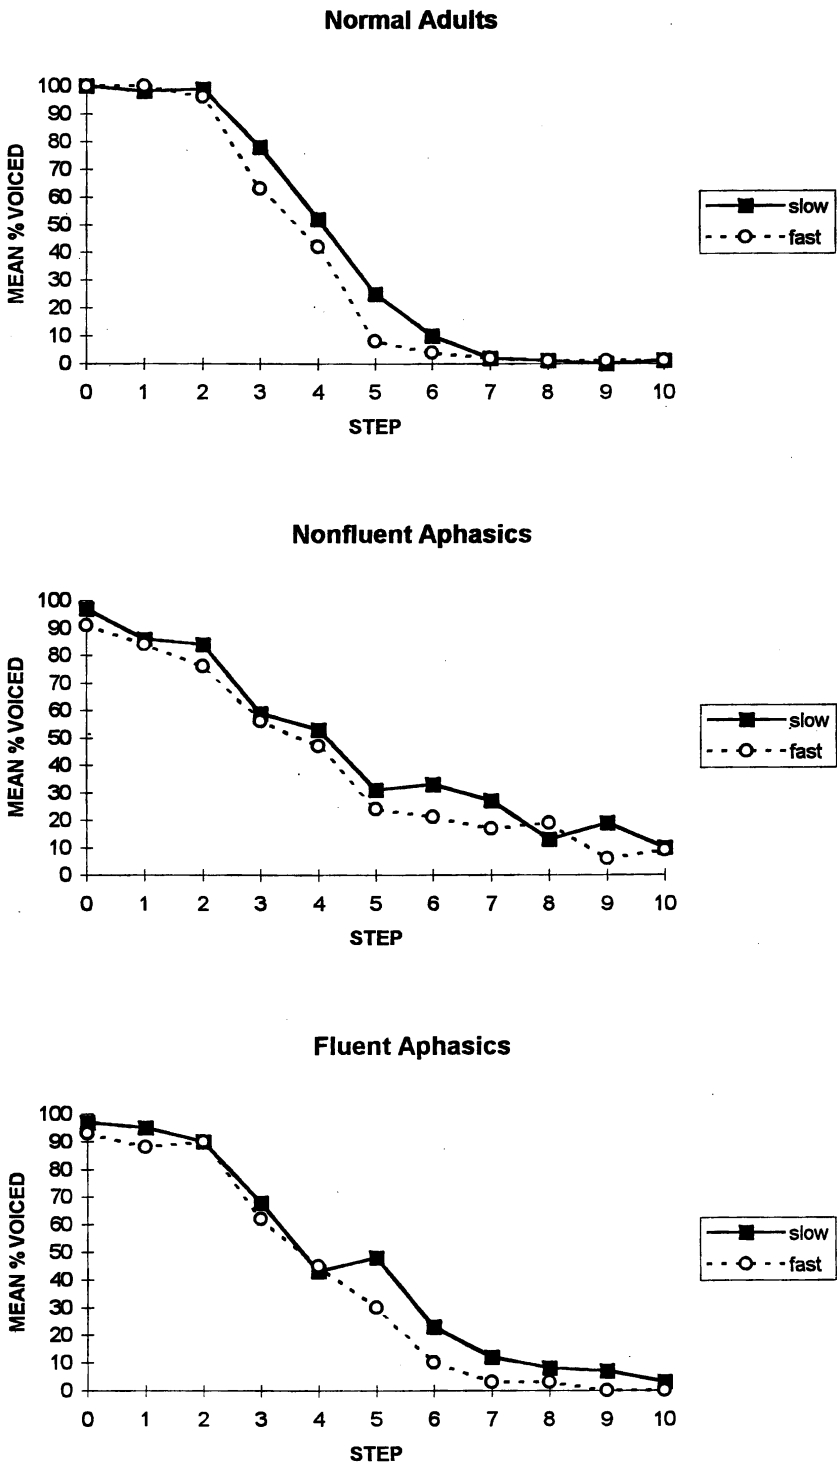 Normal Adults
MEAN % VOICED
100
90
80
70
60
50
40
30
20
10
0
0 1 2 3 4 5 6 7 8 9 10
STEP
slow
fast
Nonfluent Aphasics
MEAN % VOICED
100
90
80
70
60
50
40
30
20
10
0
0 1 2 3 4 5 6 7 8 9 10
STEP
slow
fast
Fluent Aphasics
MEAN % VOICED
100
90
80
70
60
50
40
30
20
10
0
0 1 2 3 4 5 6 7 8 9 10
STEP
slow
fast